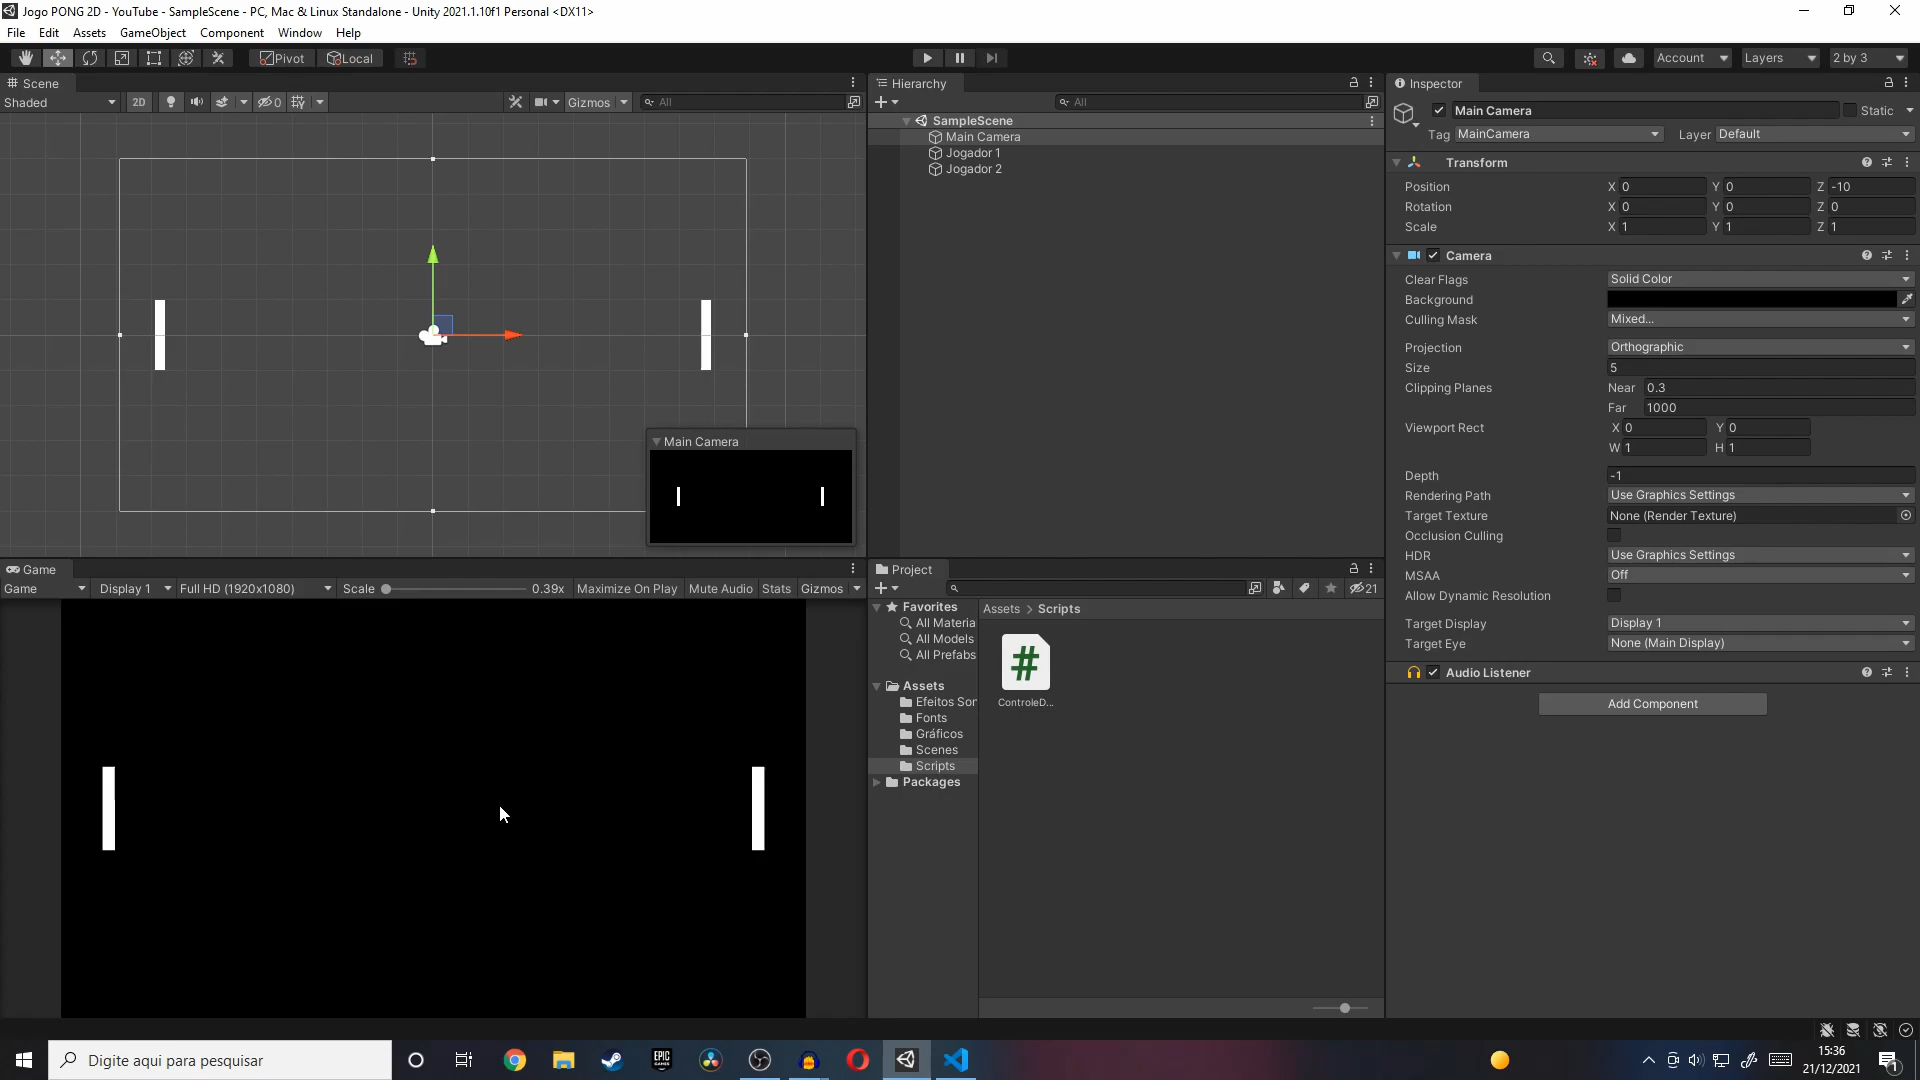 Jogo PONG 2D - YouTube - SampleScene - PC, Mac & Linux Standalone - Unity 2021.1.10f1 Personal <DX11>
File Edit Assets GameObject Component Window Help
Pivot Local Account Layers 2 by 3
Scene
Shaded 2D 0 Gizmos All
Main Camera
Game
Game Display 1 Full HD (1920x1080) Scale 0.39x Maximize On Play Mute Audio Stats Gizmos
Hierarchy
All
SampleScene
Main Camera
Jogador 1
Jogador 2
Project
21
Favorites
All Materia
All Models
All Prefabs
Assets
Efeitos Sor
Fonts
Gráficos
Scenes
Scripts
Packages
Assets > Scripts
#
ControleD...
Inspector
Main Camera Static
Tag MainCamera Layer Default
Transform
Position X 0 Y 0 Z -10
Rotation X 0 Y 0 Z 0
Scale X 1 Y 1 Z 1
Camera
Clear Flags Solid Color
Background
Culling Mask Mixed...
Projection Orthographic
Size 5
Clipping Planes Near 0.3
Far 1000
Viewport Rect X 0 Y 0
W 1 H 1
Depth -1
Rendering Path Use Graphics Settings
Target Texture None (Render Texture)
Occlusion Culling
HDR Use Graphics Settings
MSAA Off
Allow Dynamic Resolution
Target Display Display 1
Target Eye None (Main Display)
Audio Listener
Add Component
Digite aqui para pesquisar
EPIC GAMES
15:36
21/12/2021
1